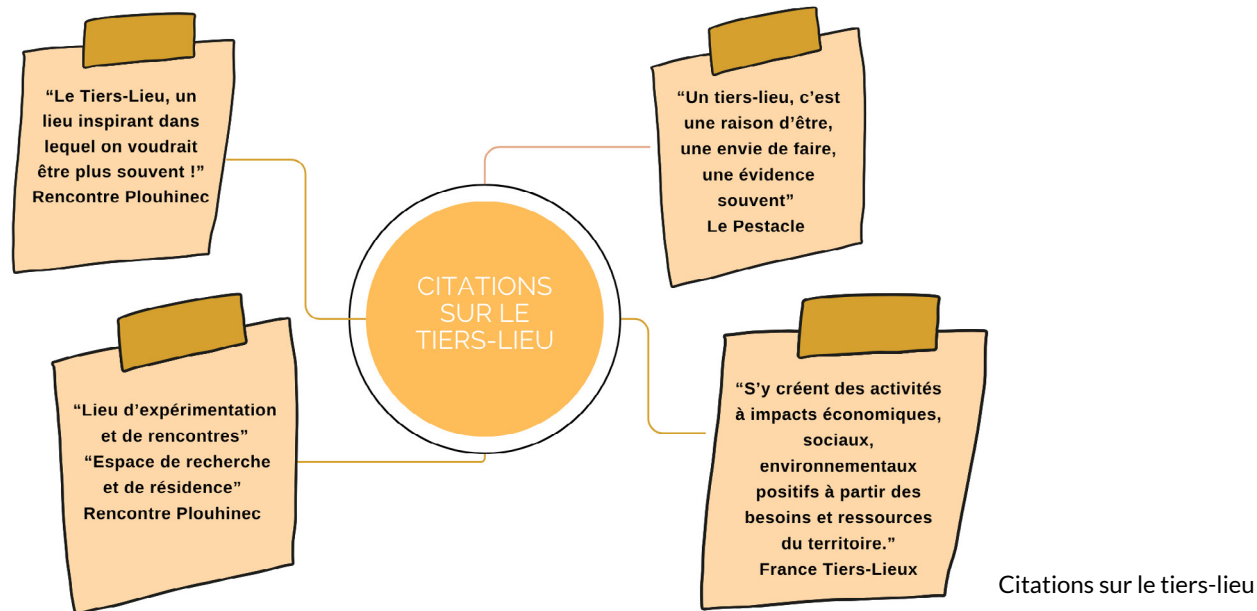 “Le Tiers-Lieu, un
lieu inspirant dans
lequel on voudrait
être plus souvent !”
Rencontre Plouhinec
“Un tiers-lieu, c’est
une raison d’être,
une envie de faire,
une évidence
souvent”
Le Pestacle
CITATIONS
SUR LE
TIERS-LIEU
“Lieu d’expérimentation
et de rencontres”
“Espace de recherche
et de résidence”
Rencontre Plouhinec
“S’y créent des activités
à impacts économiques,
sociaux,
environnementaux
positifs à partir des
besoins et ressources
du territoire.”
France Tiers-Lieux
Citations sur le tiers-lieu